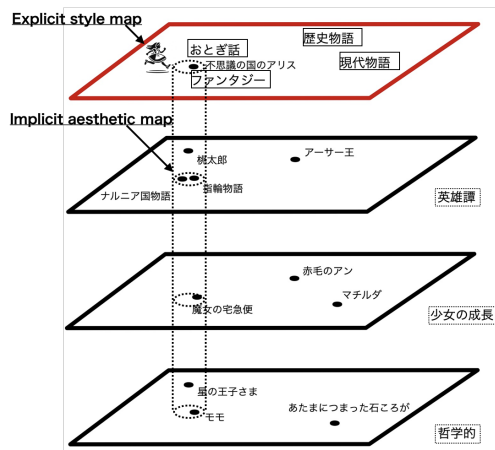 Explicit style map
歴史物語
おとぎ話
不思議の国のアリス
現代物語
ファンタジー
Implicit aesthetic map
桃太郎
アーサー王
ナルニア国物語
指輪物語
英雄譚
赤毛のアン
マチルダ
魔女の宅急便
少女の成長
星の王子さま
モモ
あたまにつまった石ころが
哲学的